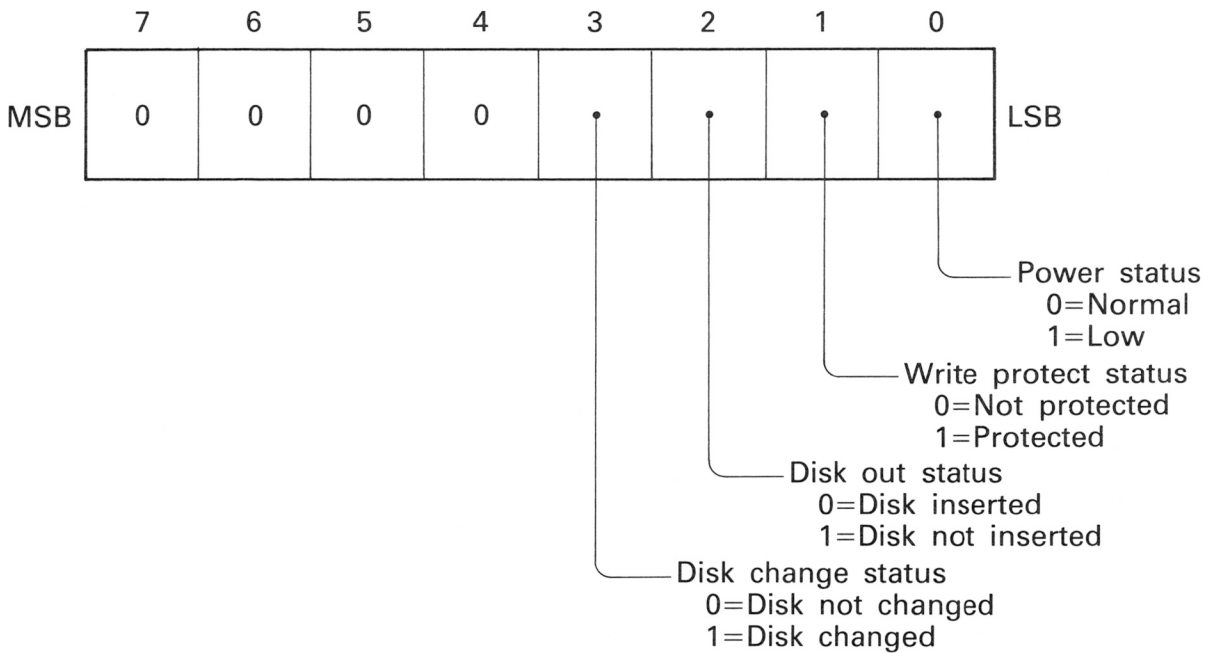 7 6 5 4 3 2 1 0
MSB 0 0 0 0 LSB
Power status
0=Normal
1=Low
Write protect status
0=Not protected
1=Protected
Disk out status
0=Disk inserted
1=Disk not inserted
Disk change status
0=Disk not changed
1=Disk changed